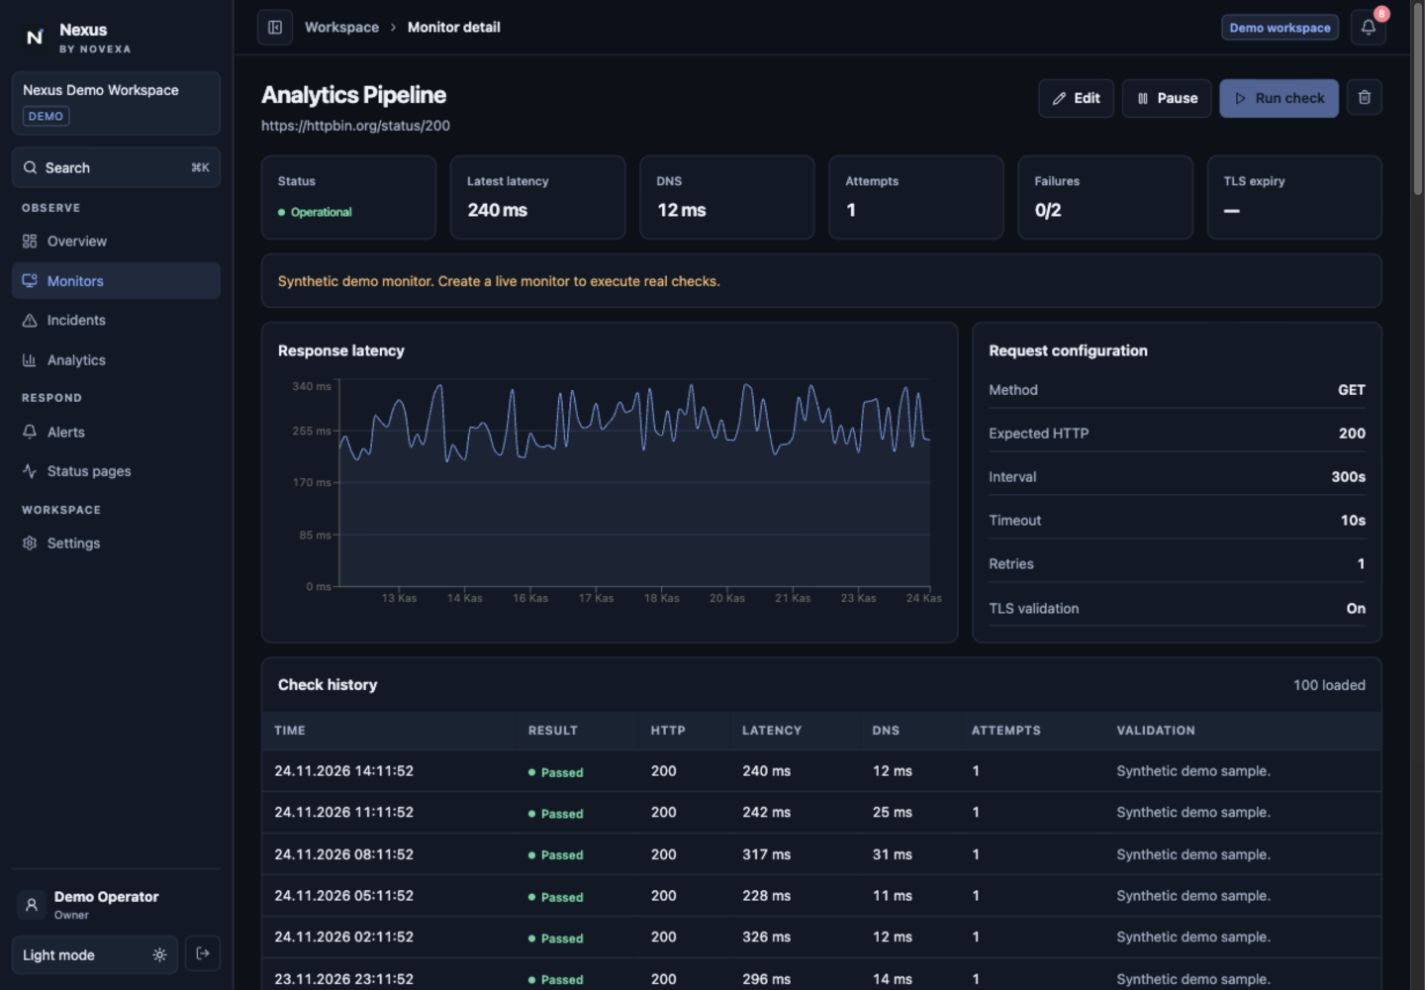 Nexus
BY NOVEXA
Nexus Demo Workspace
DEMO
Search ⌘K
OBSERVE
Overview
Monitors
Incidents
Analytics
RESPOND
Alerts
Status pages
WORKSPACE
Settings
Demo Operator
Owner
Light mode
Workspace › Monitor detail
Demo workspace
8
Analytics Pipeline
https://httpbin.org/status/200
Edit
Pause
Run check
Status
Operational
Latest latency
240 ms
DNS
12 ms
Attempts
1
Failures
0/2
TLS expiry
—
Synthetic demo monitor. Create a live monitor to execute real checks.
Response latency
340 ms
255 ms
170 ms
85 ms
0 ms
13 Kas 14 Kas 16 Kas 17 Kas 18 Kas 20 Kas 21 Kas 23 Kas 24 Kas
Request configuration
Method GET
Expected HTTP 200
Interval 300s
Timeout 10s
Retries 1
TLS validation On
Check history 100 loaded
TIME RESULT HTTP LATENCY DNS ATTEMPTS VALIDATION
24.11.2026 14:11:52 Passed 200 240 ms 12 ms 1 Synthetic demo sample.
24.11.2026 11:11:52 Passed 200 242 ms 25 ms 1 Synthetic demo sample.
24.11.2026 08:11:52 Passed 200 317 ms 31 ms 1 Synthetic demo sample.
24.11.2026 05:11:52 Passed 200 228 ms 11 ms 1 Synthetic demo sample.
24.11.2026 02:11:52 Passed 200 326 ms 12 ms 1 Synthetic demo sample.
23.11.2026 23:11:52 Passed 200 296 ms 14 ms 1 Synthetic demo sample.